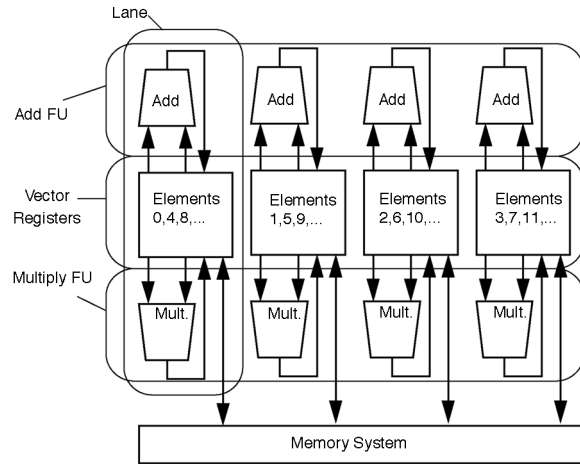 Lane
Add FU
Add
Add
Add
Add
Vector
Registers
Elements
0,4,8,...
Elements
1,5,9,...
Elements
2,6,10,...
Elements
3,7,11,...
Multiply FU
Mult.
Mult.
Mult.
Mult.
Memory System